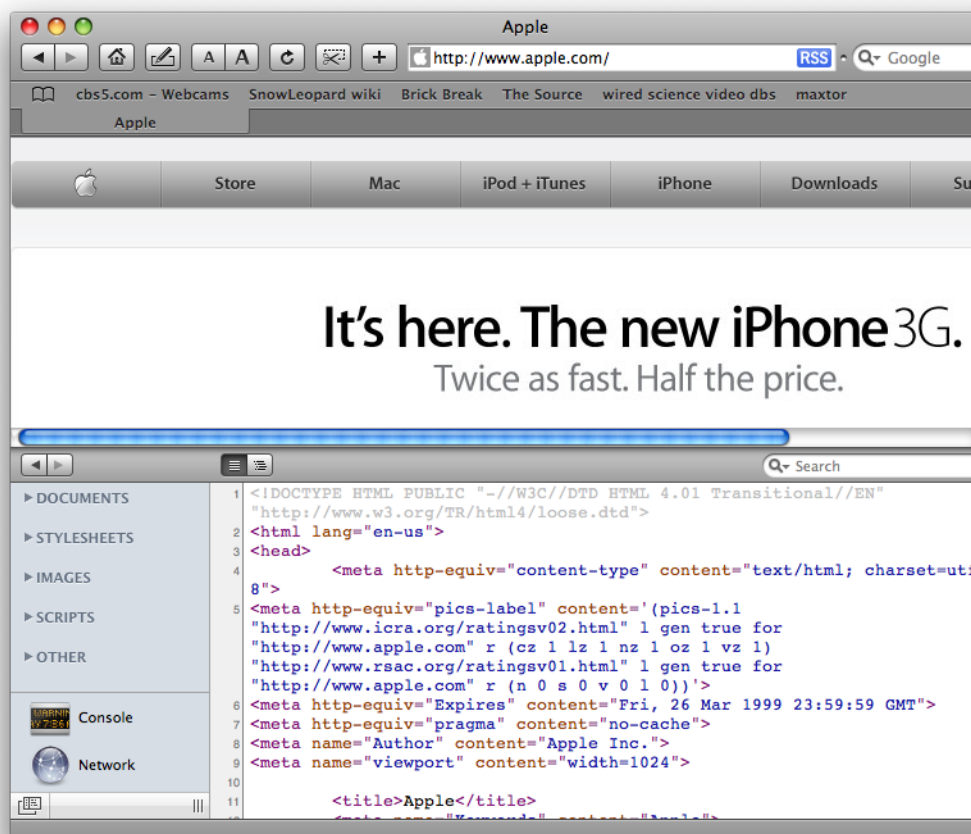 Apple
A A + http://www.apple.com/ RSS Google
cbs5.com – Webcams SnowLeopard wiki Brick Break The Source wired science video dbs maxtor
Apple
Store Mac iPod + iTunes iPhone Downloads Su
It's here. The new iPhone 3G.
Twice as fast. Half the price.
Search
DOCUMENTS
STYLESHEETS
IMAGES
SCRIPTS
OTHER
Console
Network
1 <!DOCTYPE HTML PUBLIC "-//W3C//DTD HTML 4.01 Transitional//EN"
"http://www.w3.org/TR/html4/loose.dtd">
2 <html lang="en-us">
3 <head>
4 <meta http-equiv="content-type" content="text/html; charset=utf
8">
5 <meta http-equiv="pics-label" content='(pics-1.1
"http://www.icra.org/ratingsv02.html" l gen true for
"http://www.apple.com" r (cz 1 lz 1 nz 1 oz 1 vz 1)
"http://www.rsac.org/ratingsv01.html" l gen true for
"http://www.apple.com" r (n 0 s 0 v 0 l 0))'>
6 <meta http-equiv="Expires" content="Fri, 26 Mar 1999 23:59:59 GMT">
7 <meta http-equiv="pragma" content="no-cache">
8 <meta name="Author" content="Apple Inc.">
9 <meta name="viewport" content="width=1024">
10
11 <title>Apple</title>